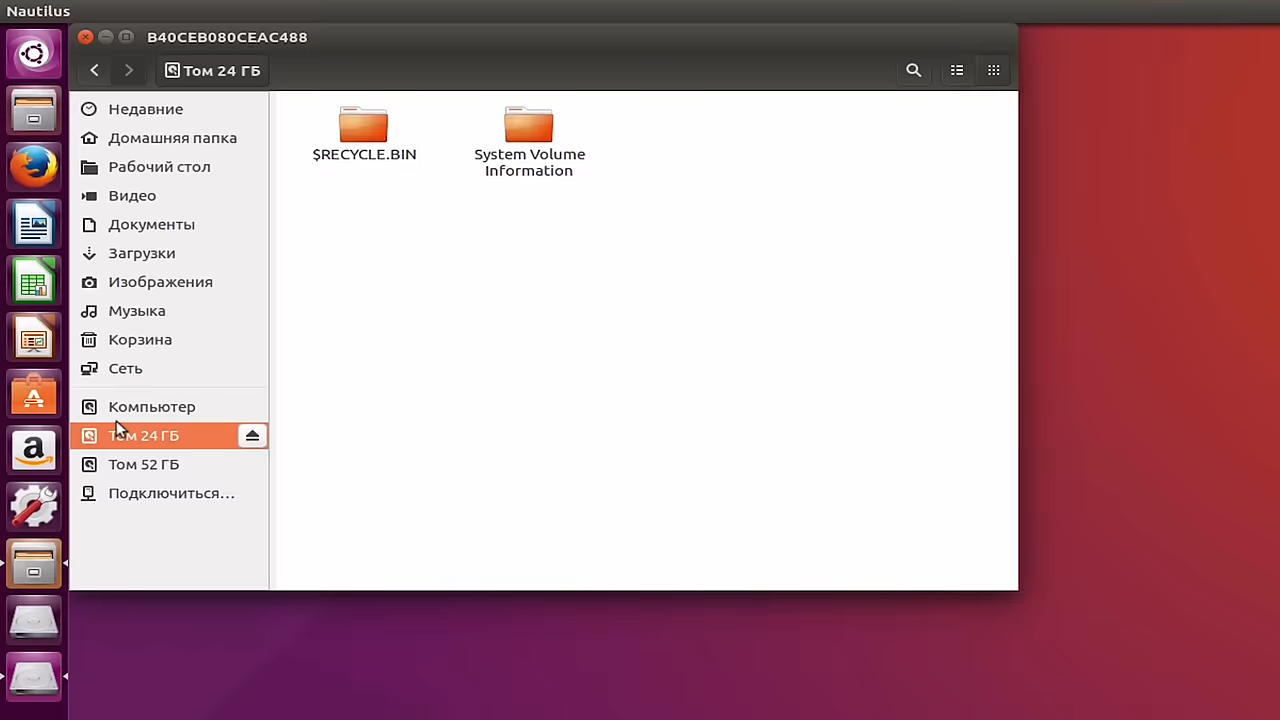 Nautilus
B40CEB080CEAC488
Том 24 ГБ
Недавние
Домашняя папка
Рабочий стол
Видео
Документы
Загрузки
Изображения
Музыка
Корзина
Сеть
Компьютер
Том 24 ГБ
Том 52 ГБ
Подключиться…
$RECYCLE.BIN
System Volume
Information